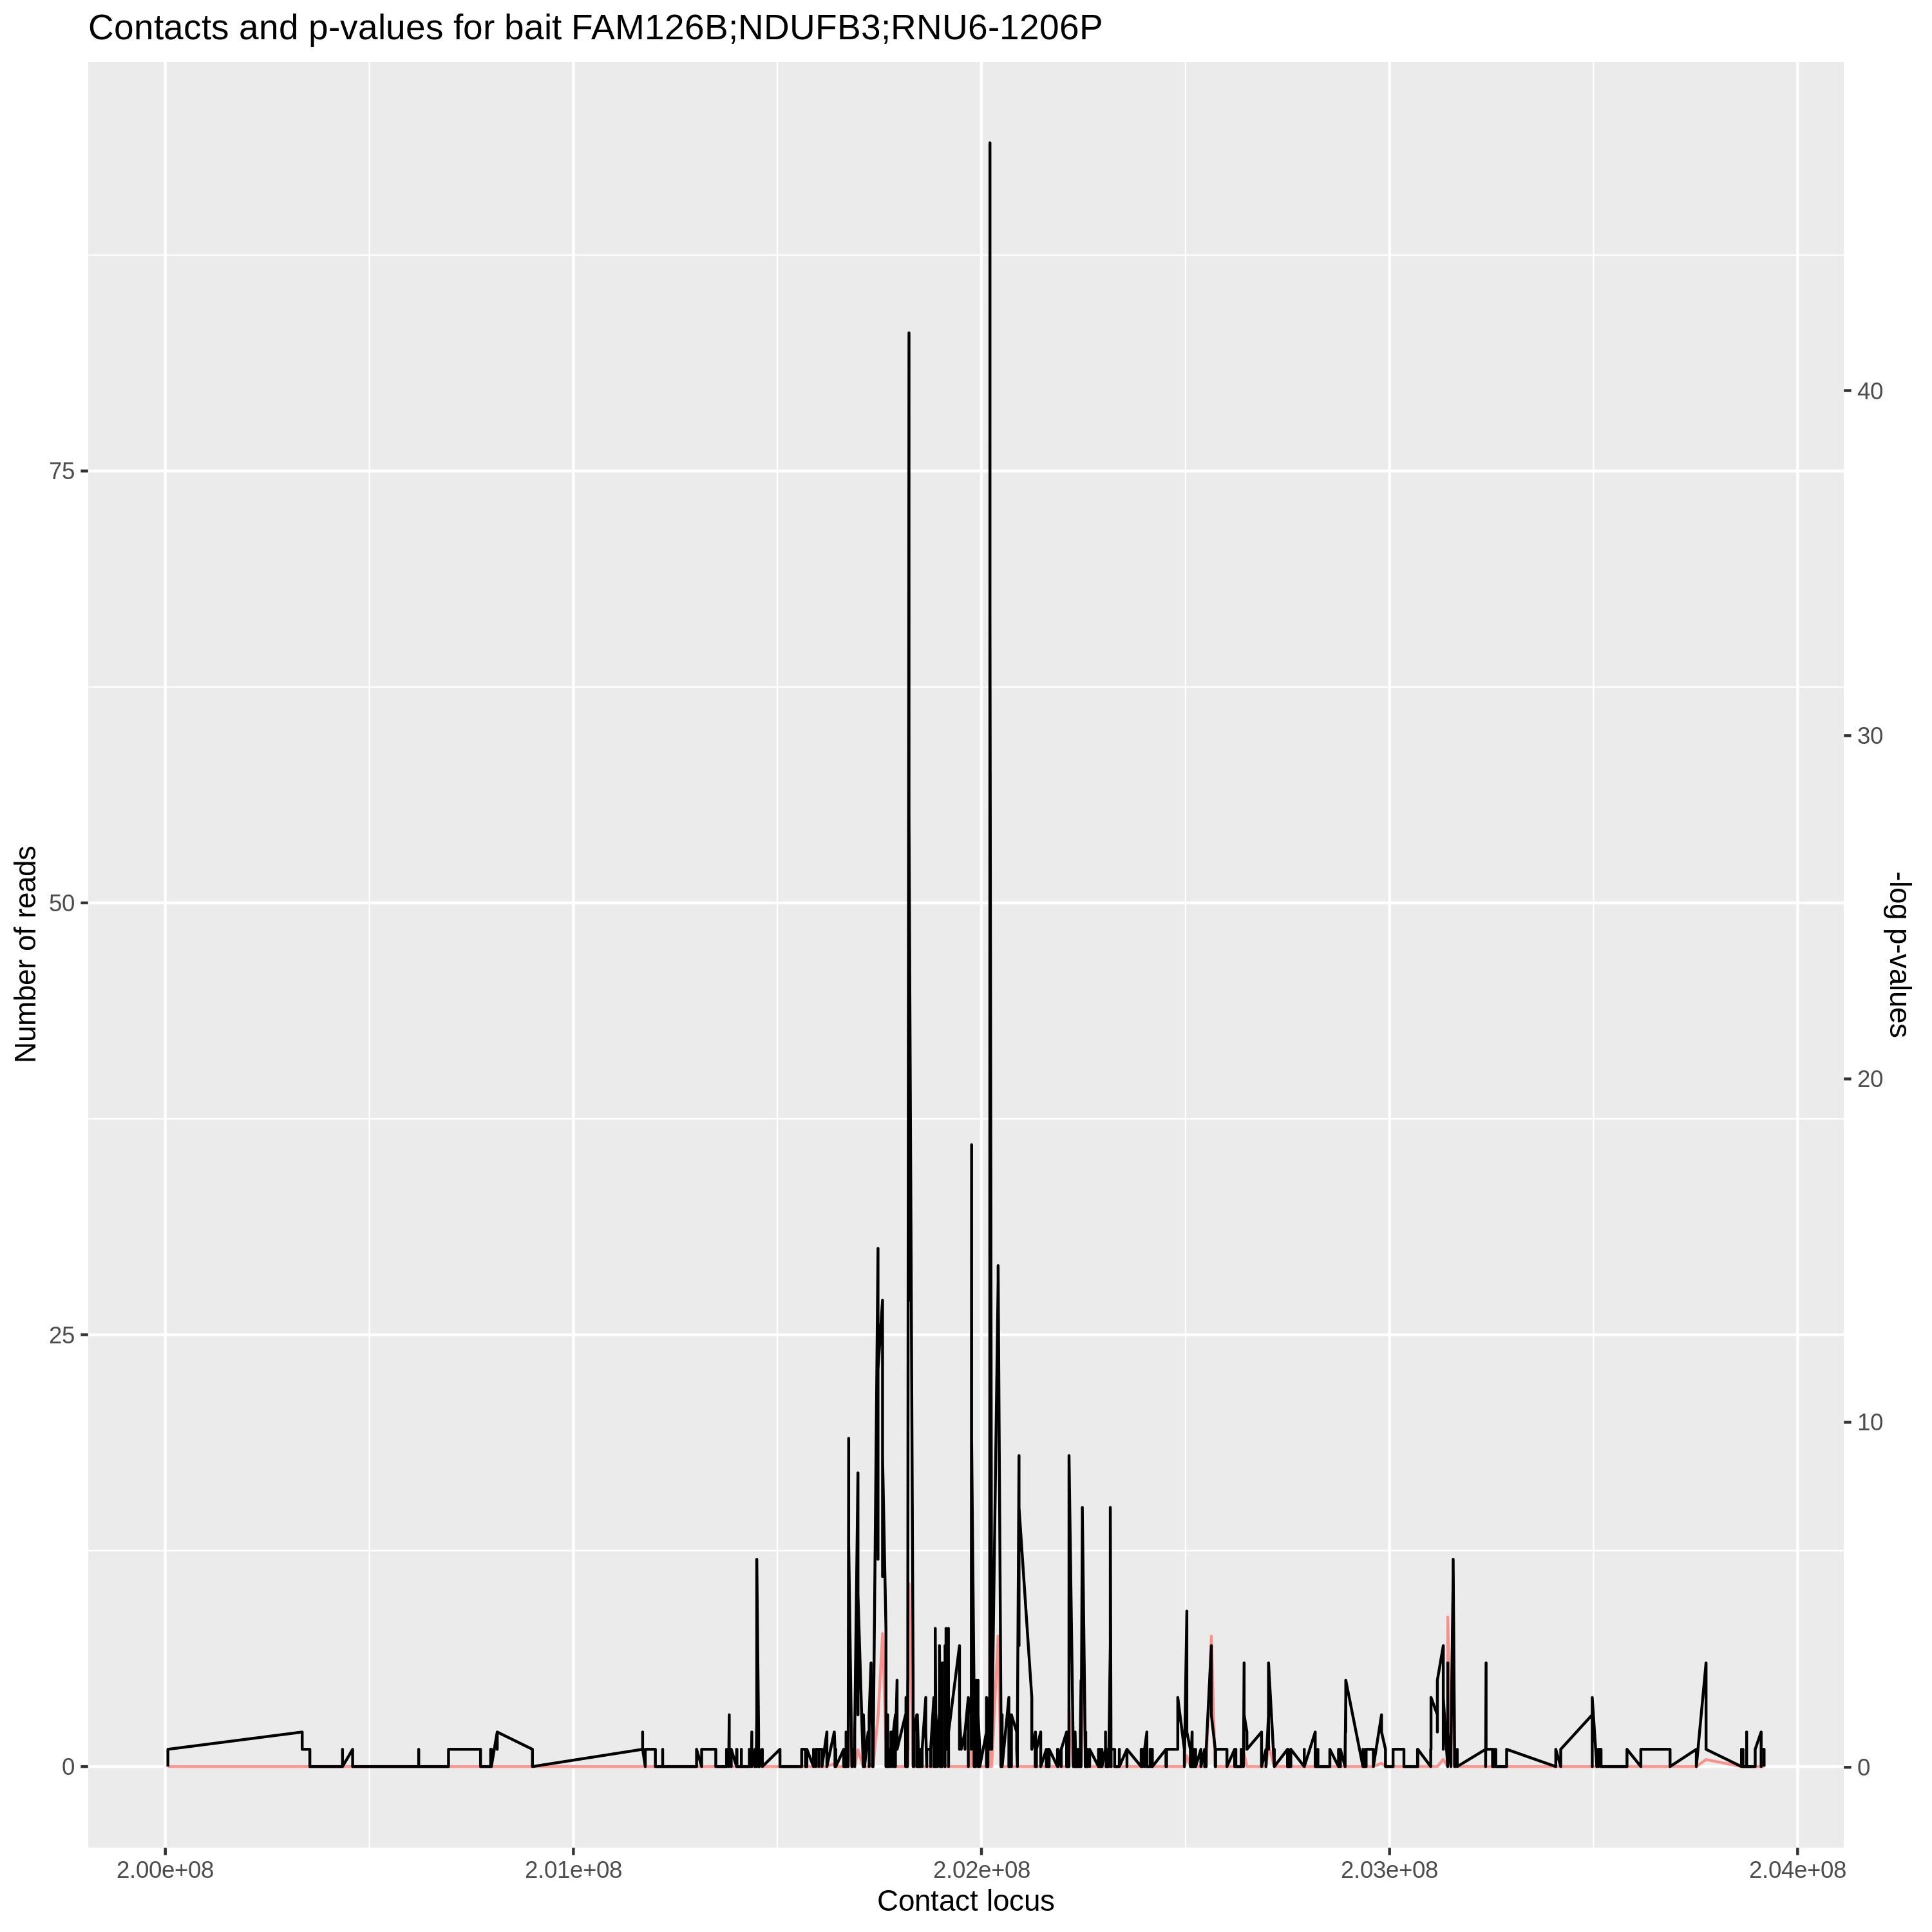 Contacts and p-values for bait FAM126B;NDUFB3;RNU6-1206P
Number of reads
75
50
25
0
40
30
20
10
0
-log p-values
2.00e+08
2.01e+08
2.02e+08
2.03e+08
2.04e+08
Contact locus